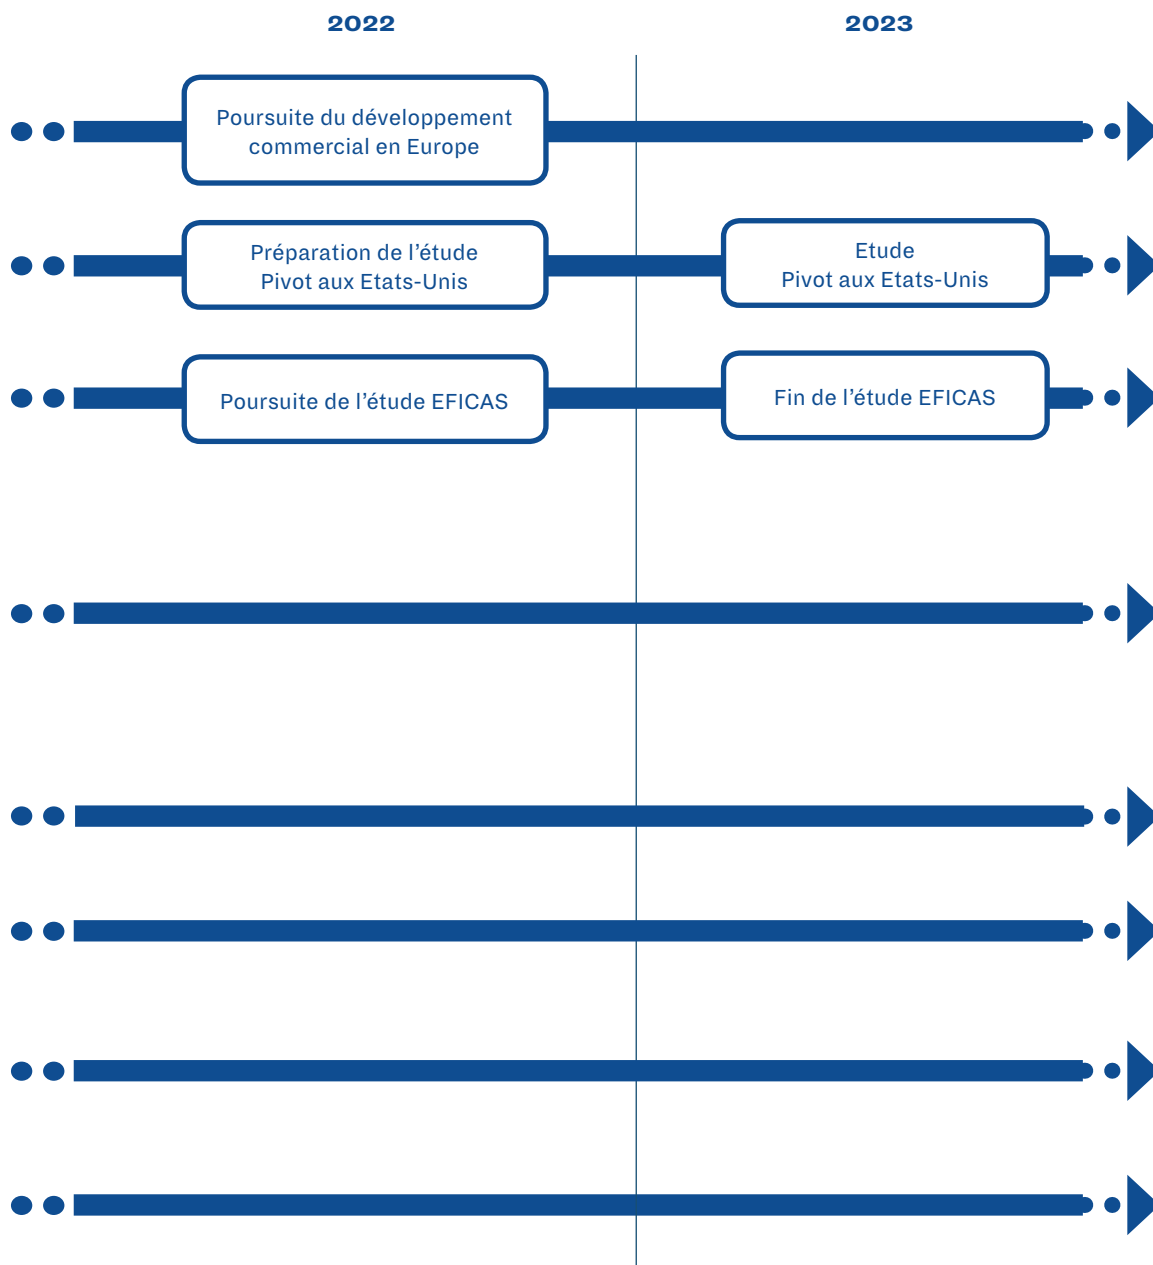 2022
2023
Poursuite du développement
commercial en Europe
Préparation de l'étude
Pivot aux Etats-Unis
Etude
Pivot aux Etats-Unis
Poursuite de l'étude EFICAS
Fin de l'étude EFICAS